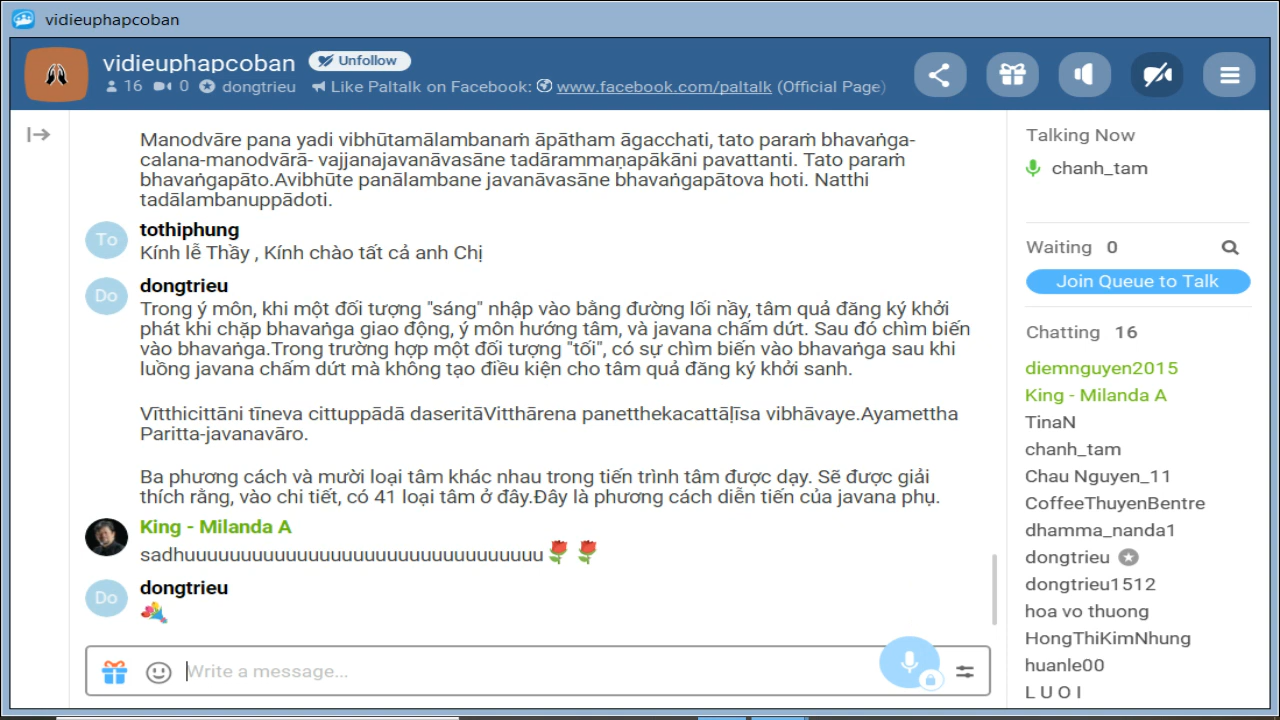 vidieuphapcoban
vidieuphapcoban Unfollow
16 0 dongtrieu Like Paltalk on Facebook: www.facebook.com/paltalk (Official Page)
Manodvāre pana yadi vibhūtamālambanaṁ āpātham āgacchati, tato paraṁ bhavaṅga-
calana-manodvārā- vajjanajavanāvasāne tadārammaṇapākāni pavattanti. Tato paraṁ
bhavaṅgapāto.Avibhūte panālambane javanāvasāne bhavaṅgapātova hoti. Natthi
tadālambanuppādoti.
To
tothiphung
Kính lễ Thầy , Kính chào tất cả anh Chị
Do
dongtrieu
Trong ý môn, khi một đối tượng "sáng" nhập vào bằng đường lối nầy, tâm quả đăng ký khởi
phát khi chặp bhavaṅga giao động, ý môn hướng tâm, và javana chấm dứt. Sau đó chìm biến
vào bhavaṅga.Trong trường hợp một đối tượng "tối", có sự chìm biến vào bhavaṅga sau khi
luồng javana chấm dứt mà không tạo điều kiện cho tâm quả đăng ký khởi sanh.
Vītthicittāni tīneva cittuppādā daseritāVitthārena panetthekacattāḷīsa vibhāvaye.Ayamettha
Paritta-javanavāro.
Ba phương cách và mười loại tâm khác nhau trong tiến trình tâm được dạy. Sẽ được giải
thích rằng, vào chi tiết, có 41 loại tâm ở đây.Đây là phương cách diễn tiến của javana phụ.
King - Milanda A
sadhuuuuuuuuuuuuuuuuuuuuuuuuuuuuuuuu
Do
dongtrieu
Write a message...
Talking Now
chanh_tam
Waiting 0
Join Queue to Talk
Chatting 16
diemnguyen2015
King - Milanda A
TinaN
chanh_tam
Chau Nguyen_11
CoffeeThuyenBentre
dhamma_nanda1
dongtrieu
dongtrieu1512
hoa vo thuong
HongThiKimNhung
huanle00
L U O I